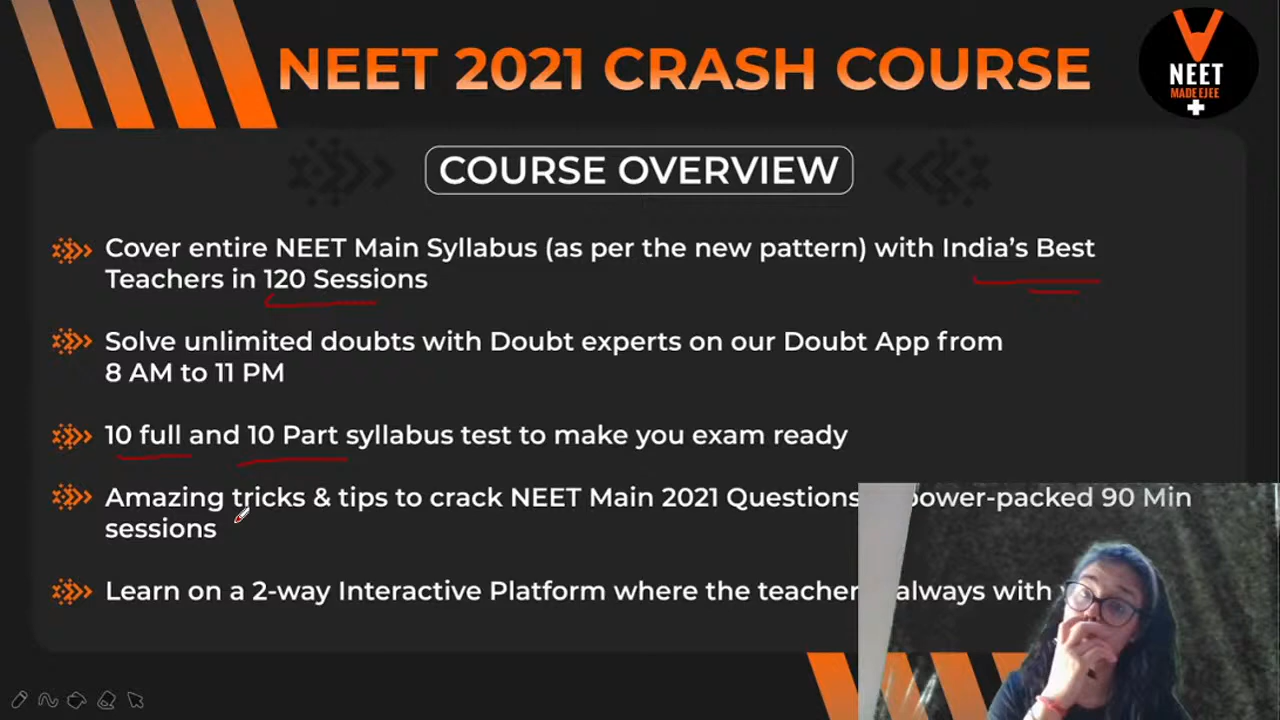 NEET 2021 CRASH COURSE
NEET
MADE EJEE
COURSE OVERVIEW
Cover entire NEET Main Syllabus (as per the new pattern) with India's Best
Teachers in 120 Sessions
Solve unlimited doubts with Doubt experts on our Doubt App from
8 AM to 11 PM
10 full and 10 Part syllabus test to make you exam ready
Amazing tricks & tips to crack NEET Main 2021 Questions power-packed 90 Min
sessions
Learn on a 2-way Interactive Platform where the teacher always with